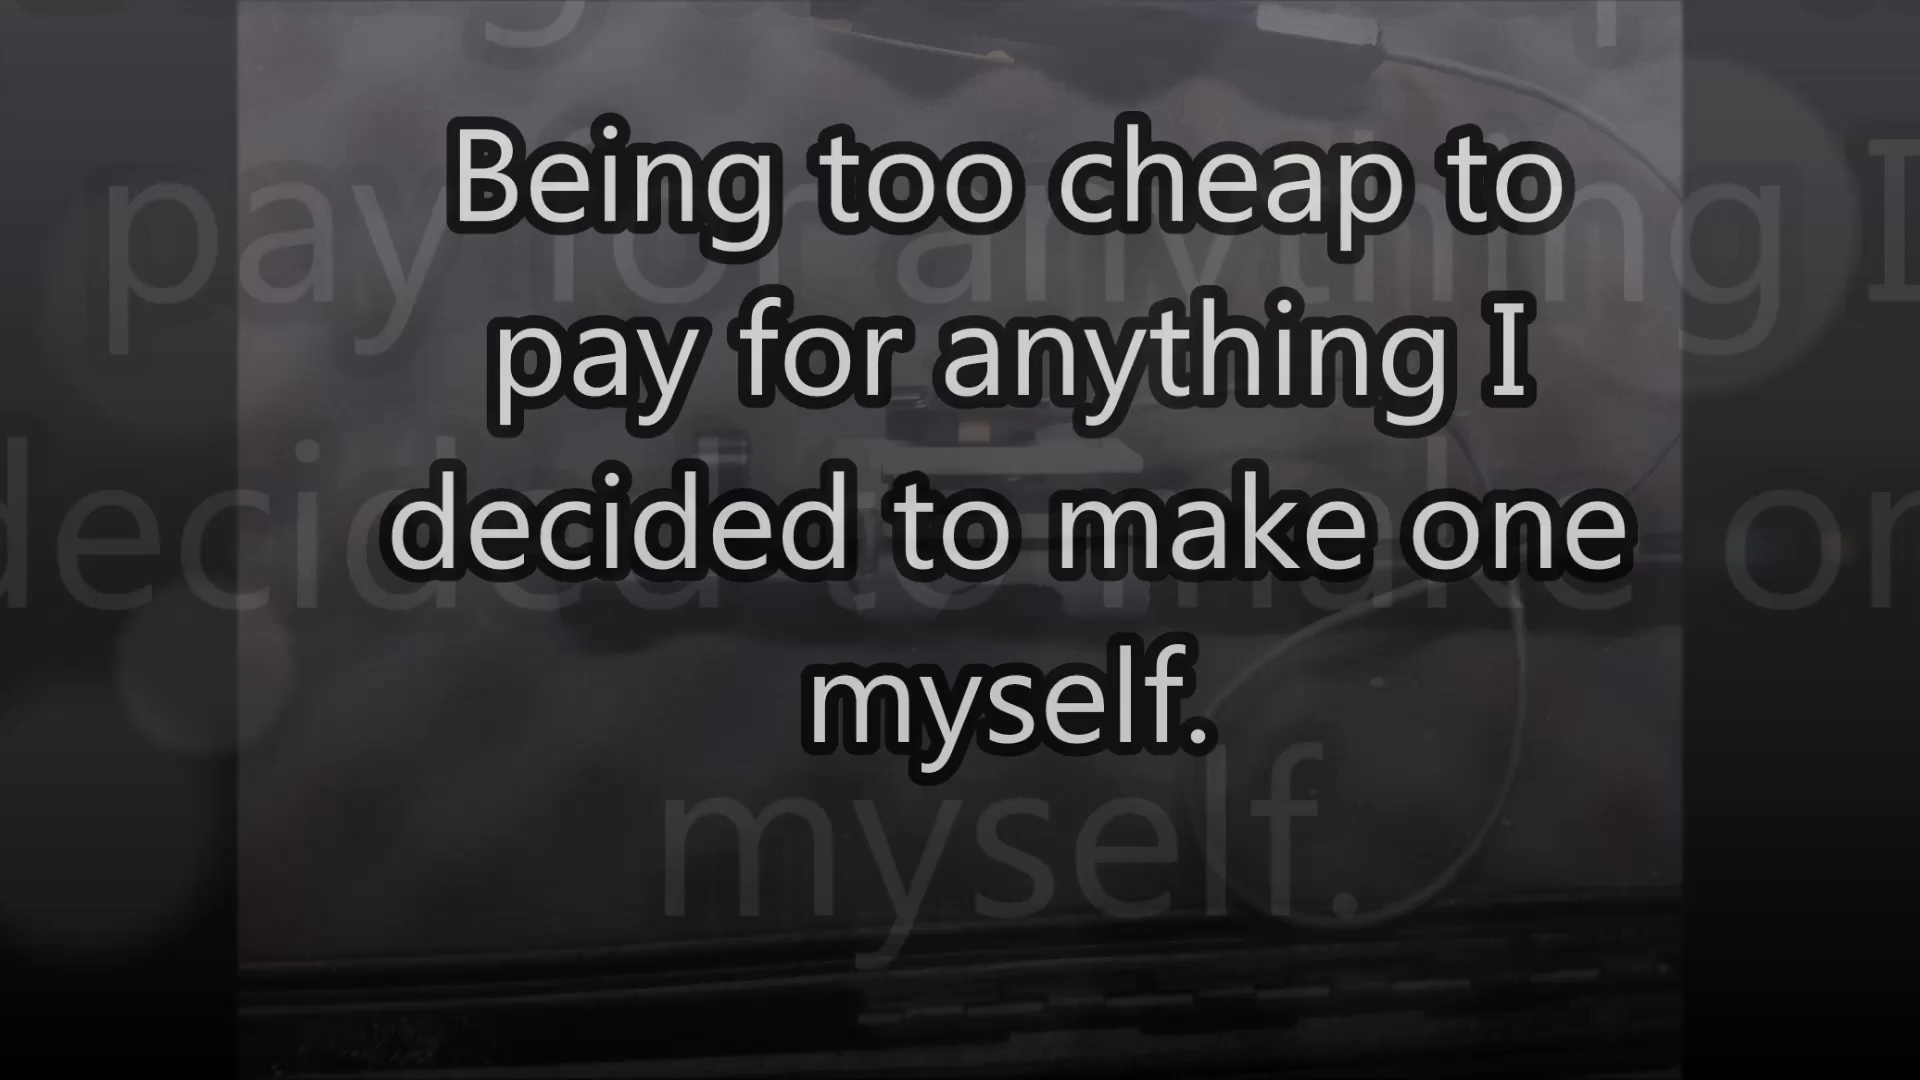 Being too cheap to
pay for anything I
decided to make one
myself.